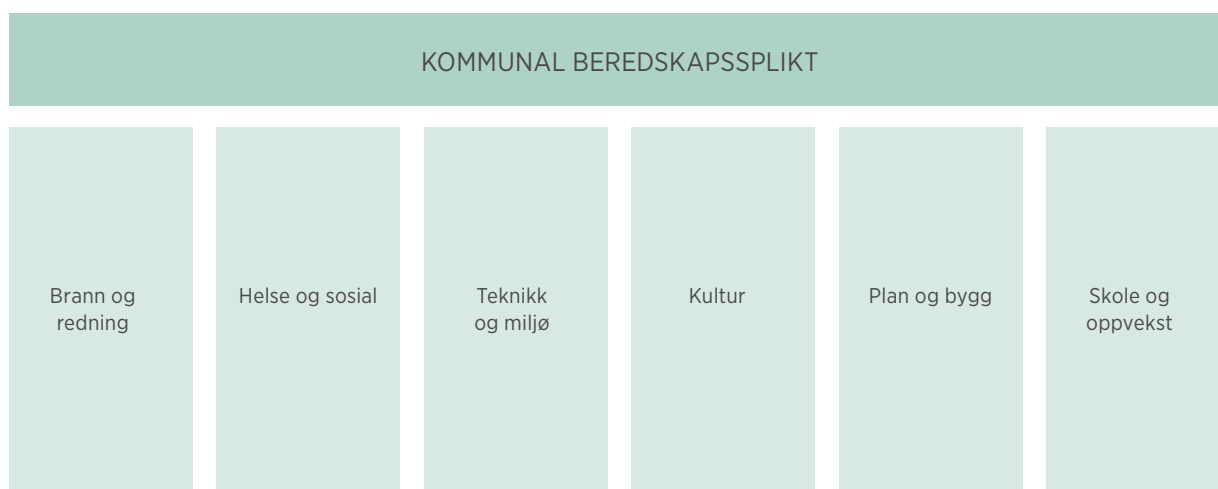 KOMMUNAL BEREDSKAPSSPLIKT
Brann og
redning
Helse og sosial
Teknikk
og miljø
Kultur
Plan og bygg
Skole og
oppvekst